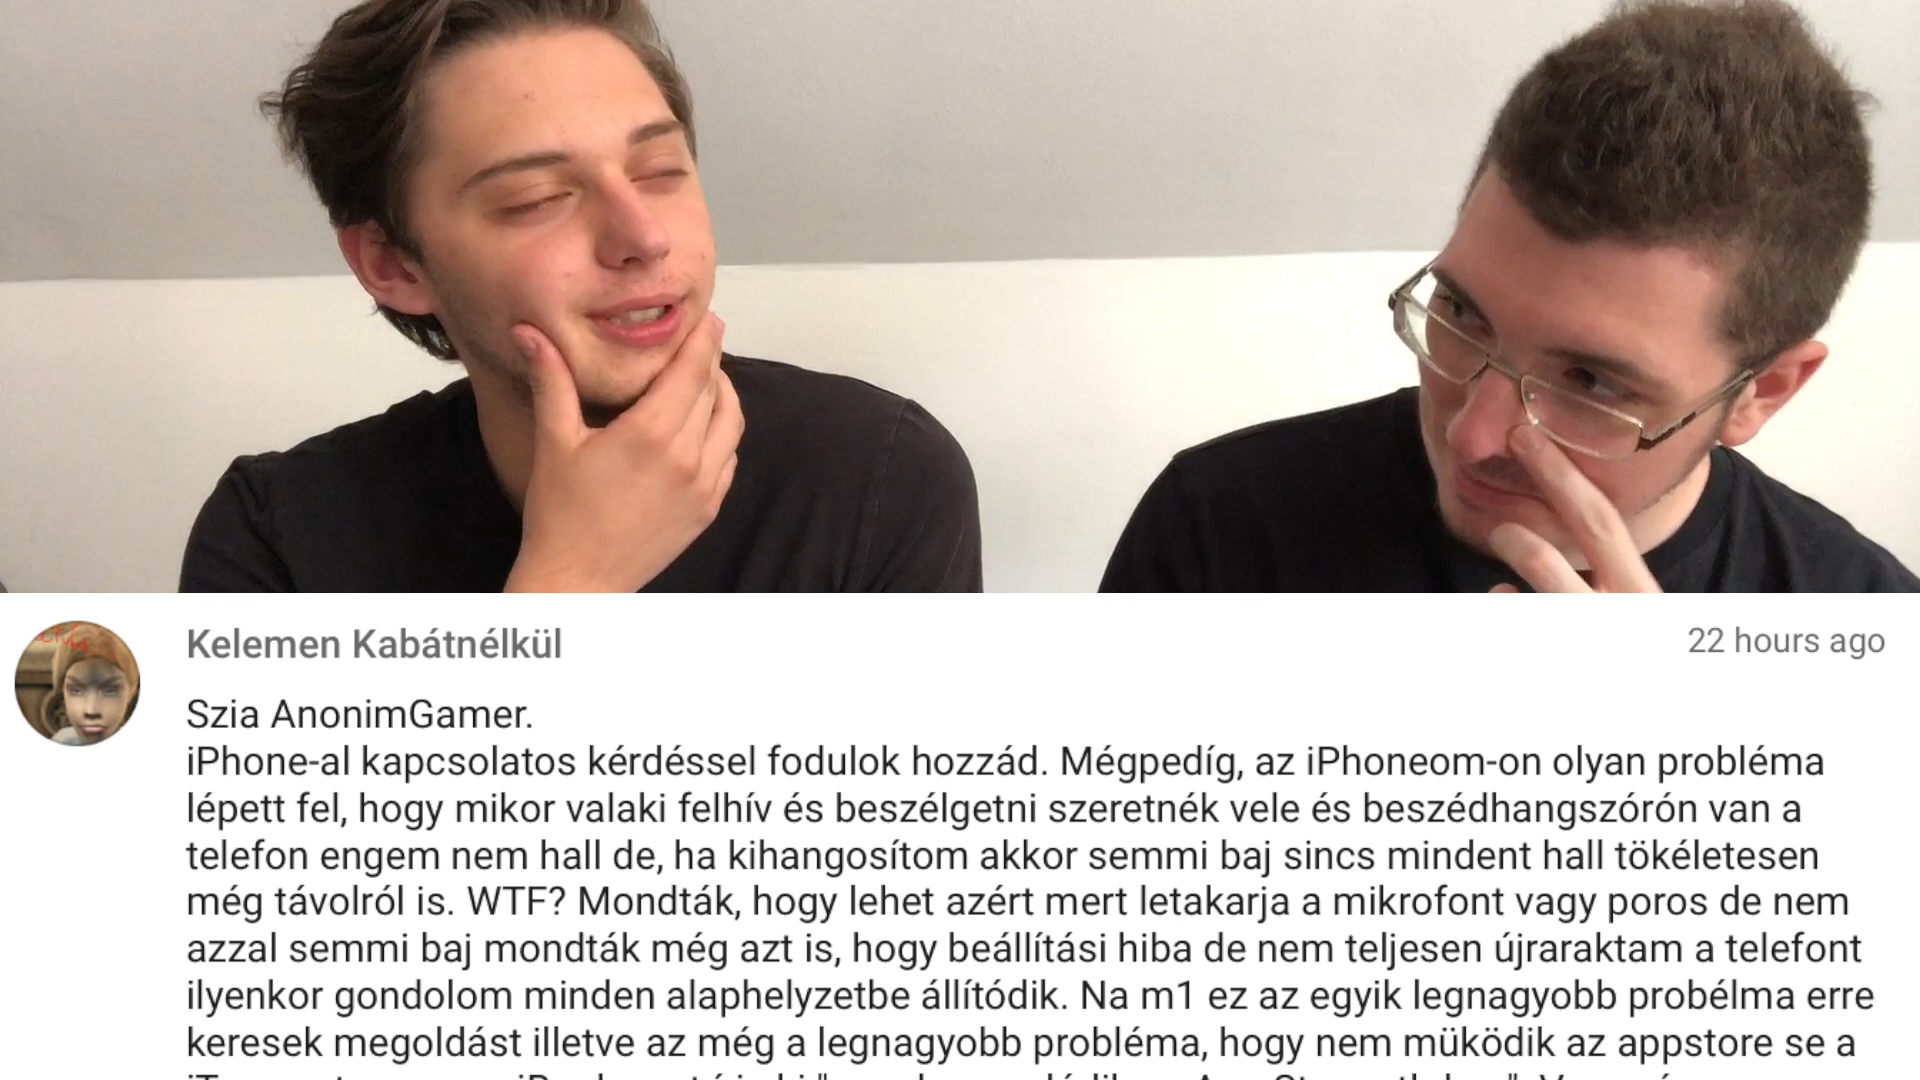 Kelemen Kabátnélkül
22 hours ago
Szia AnonimGamer.
iPhone-al kapcsolatos kérdéssel fodulok hozzád. Mégpedíg, az iPhoneom-on olyan probléma
lépett fel, hogy mikor valaki felhív és beszélgetni szeretnék vele és beszédhangszórón van a
telefon engem nem hall de, ha kihangosítom akkor semmi baj sincs mindent hall tökéletesen
még távolról is. WTF? Mondták, hogy lehet azért mert letakarja a mikrofont vagy poros de nem
azzal semmi baj mondták még azt is, hogy beállítási hiba de nem teljesen újraraktam a telefont
ilyenkor gondolom minden alaphelyzetbe állítódik. Na m1 ez az egyik legnagyobb probélma erre
keresek megoldást illetve az még a legnagyobb probléma, hogy nem müködik az appstore se a